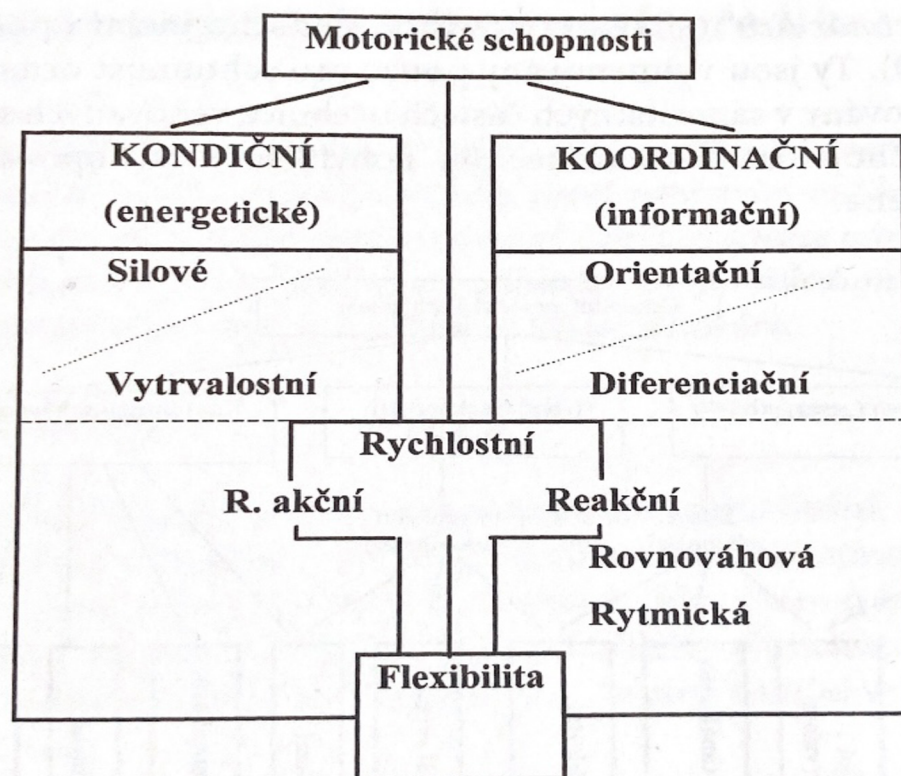 Motorické schopnosti
KONDIČNÍ
(energetické)
KOORDINAČNÍ
(informační)
Silové
Orientační
Vytrvalostní
Diferenciační
Rychlostní
R. akční
Reakční
Rovnováhová
Rytmická
Flexibilita